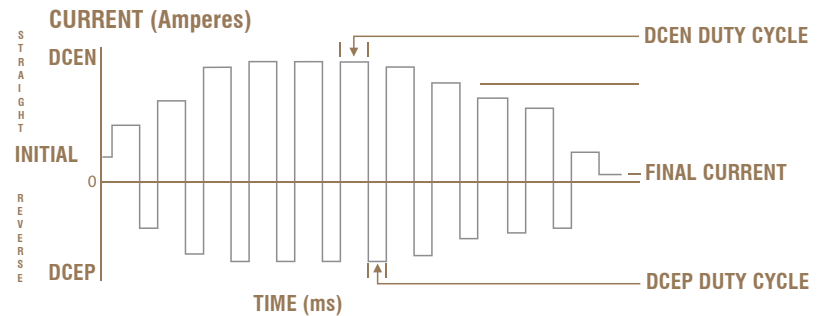 CURRENT (Amperes)
STRAIGHT
DCEN
DCEN DUTY CYCLE
INITIAL
FINAL CURRENT
0
REVERSE
DCEP
DCEP DUTY CYCLE
TIME (ms)